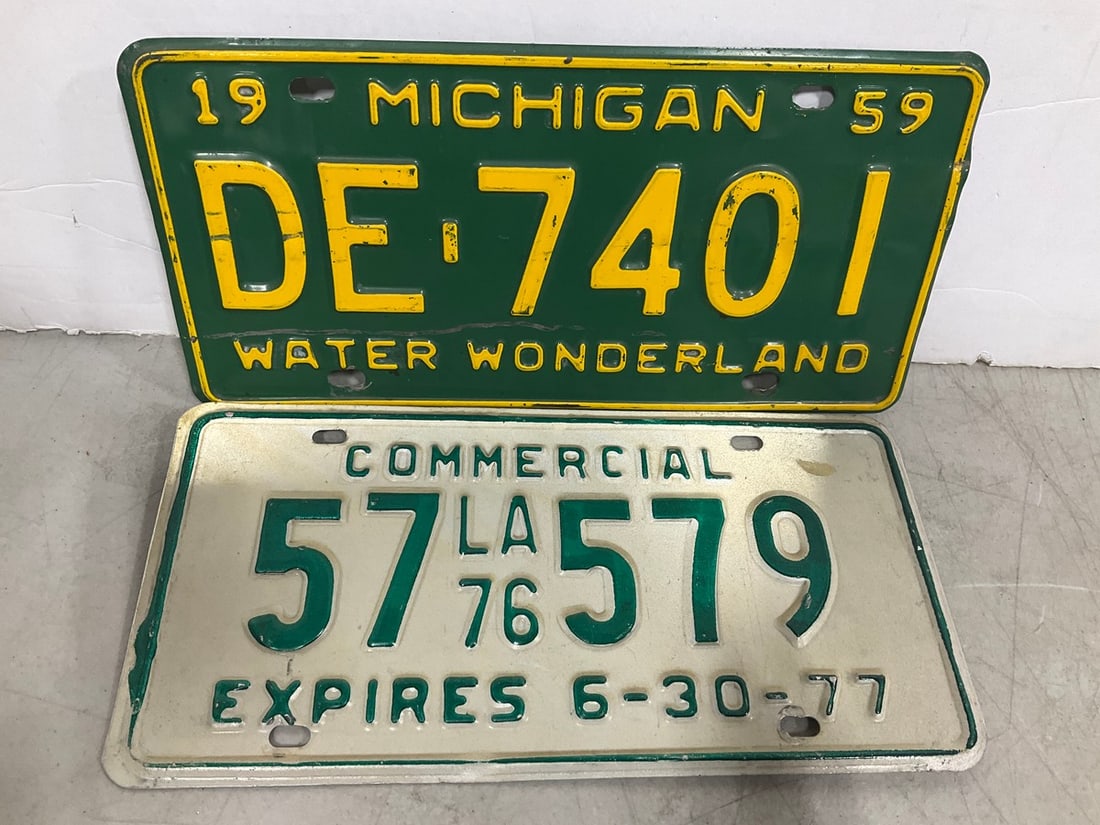 19 MICHIGAN 59
DE-7401
WATER WONDERLAND
COMMERCIAL
57 LA 76 579
EXPIRES 6-30-77